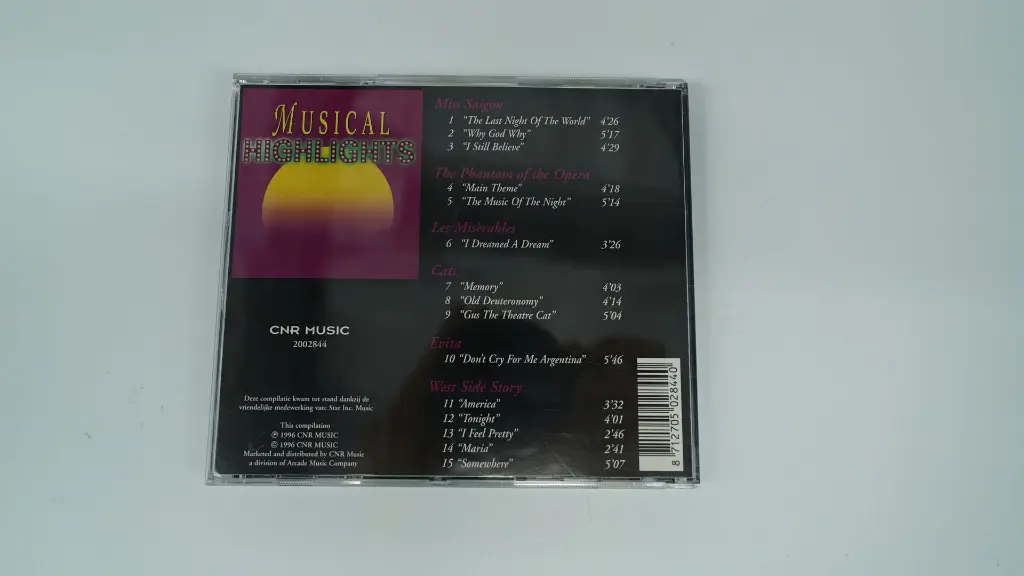 MUSICAL
HIGHLIGHTS
CNR MUSIC
2002844
Deze compilatie kwam tot stand dankzij de
vriendelijke medewerking van: Star Inc. Music
This compilation
℗ 1996 CNR MUSIC
© 1996 CNR MUSIC
Marketed and distributed by CNR Music
a division of Arcade Music Company
Miss Saigon
1 "The Last Night Of The World" 4'26
2 "Why God Why" 5'17
3 "I Still Believe" 4'29
The Phantom of the Opera
4 "Main Theme" 4'18
5 "The Music Of The Night" 5'14
Les Misérables
6 "I Dreamed A Dream" 3'26
Cats
7 "Memory" 4'03
8 "Old Deuteronomy" 4'14
9 "Gus The Theatre Cat" 5'04
Evita
10 "Don't Cry For Me Argentina" 5'46
West Side Story
11 "America" 3'32
12 "Tonight" 4'01
13 "I Feel Pretty" 2'46
14 "Maria" 2'41
15 "Somewhere" 5'07
8 712705 028440